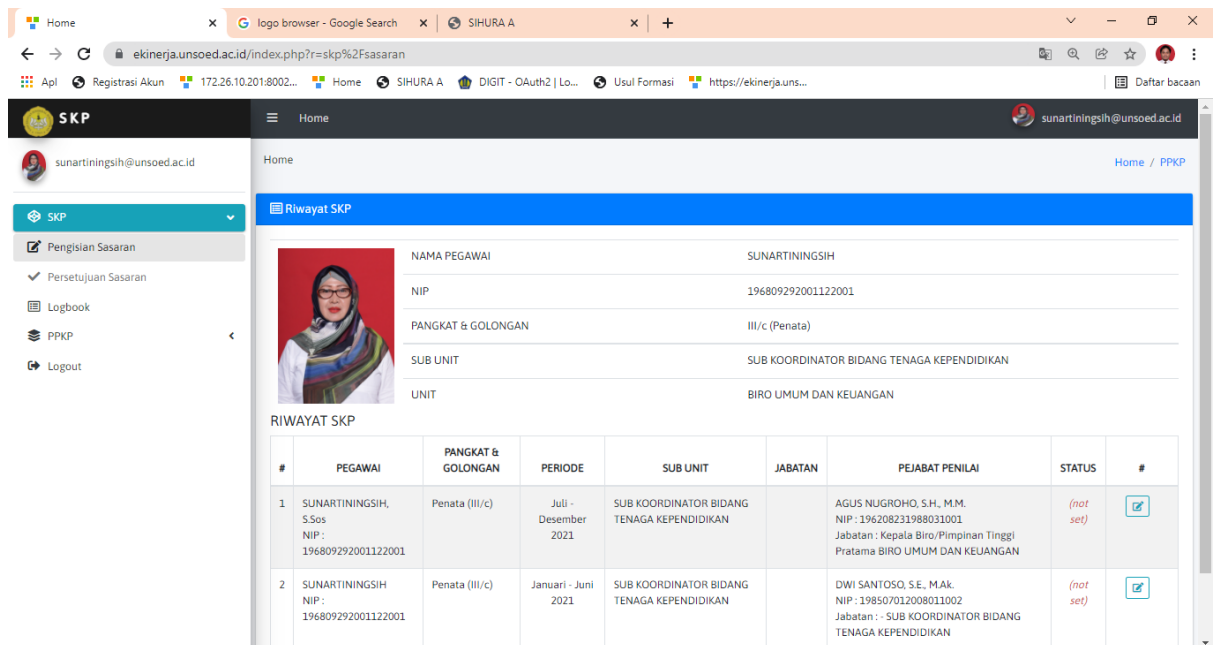 Home
logo browser - Google Search
SIHURA A
ekinerja.unsoed.ac.id/index.php?r=skp%2Fsasaran
Apl
Registrasi Akun
172.26.10.201:8002...
Home
SIHURA A
DIGIT - OAuth2 | Lo...
Usul Formasi
https://ekinerja.uns...
Daftar bacaan
SKP
Home
sunartiningsih@unsoed.ac.id
sunartiningsih@unsoed.ac.id
Home
Home / PPKP
SKP
Pengisian Sasaran
Persetujuan Sasaran
Logbook
PPKP
Logout
Riwayat SKP
NAMA PEGAWAI SUNARTININGSIH
NIP 196809292001122001
PANGKAT & GOLONGAN III/c (Penata)
SUB UNIT SUB KOORDINATOR BIDANG TENAGA KEPENDIDIKAN
UNIT BIRO UMUM DAN KEUANGAN
RIWAYAT SKP
#
PEGAWAI
PANGKAT &
GOLONGAN
PERIODE
SUB UNIT
JABATAN
PEJABAT PENILAI
STATUS
#
1
SUNARTININGSIH,
S.Sos
NIP :
196809292001122001
Penata (III/c)
Juli -
Desember
2021
SUB KOORDINATOR BIDANG
TENAGA KEPENDIDIKAN
AGUS NUGROHO, S.H., M.M.
NIP : 196208231988031001
Jabatan : Kepala Biro/Pimpinan Tinggi
Pratama BIRO UMUM DAN KEUANGAN
(not
set)
2
SUNARTININGSIH
NIP :
196809292001122001
Penata (III/c)
Januari - Juni
2021
SUB KOORDINATOR BIDANG
TENAGA KEPENDIDIKAN
DWI SANTOSO, S.E., M.Ak.
NIP : 198507012008011002
Jabatan : - SUB KOORDINATOR BIDANG
TENAGA KEPENDIDIKAN
(not
set)